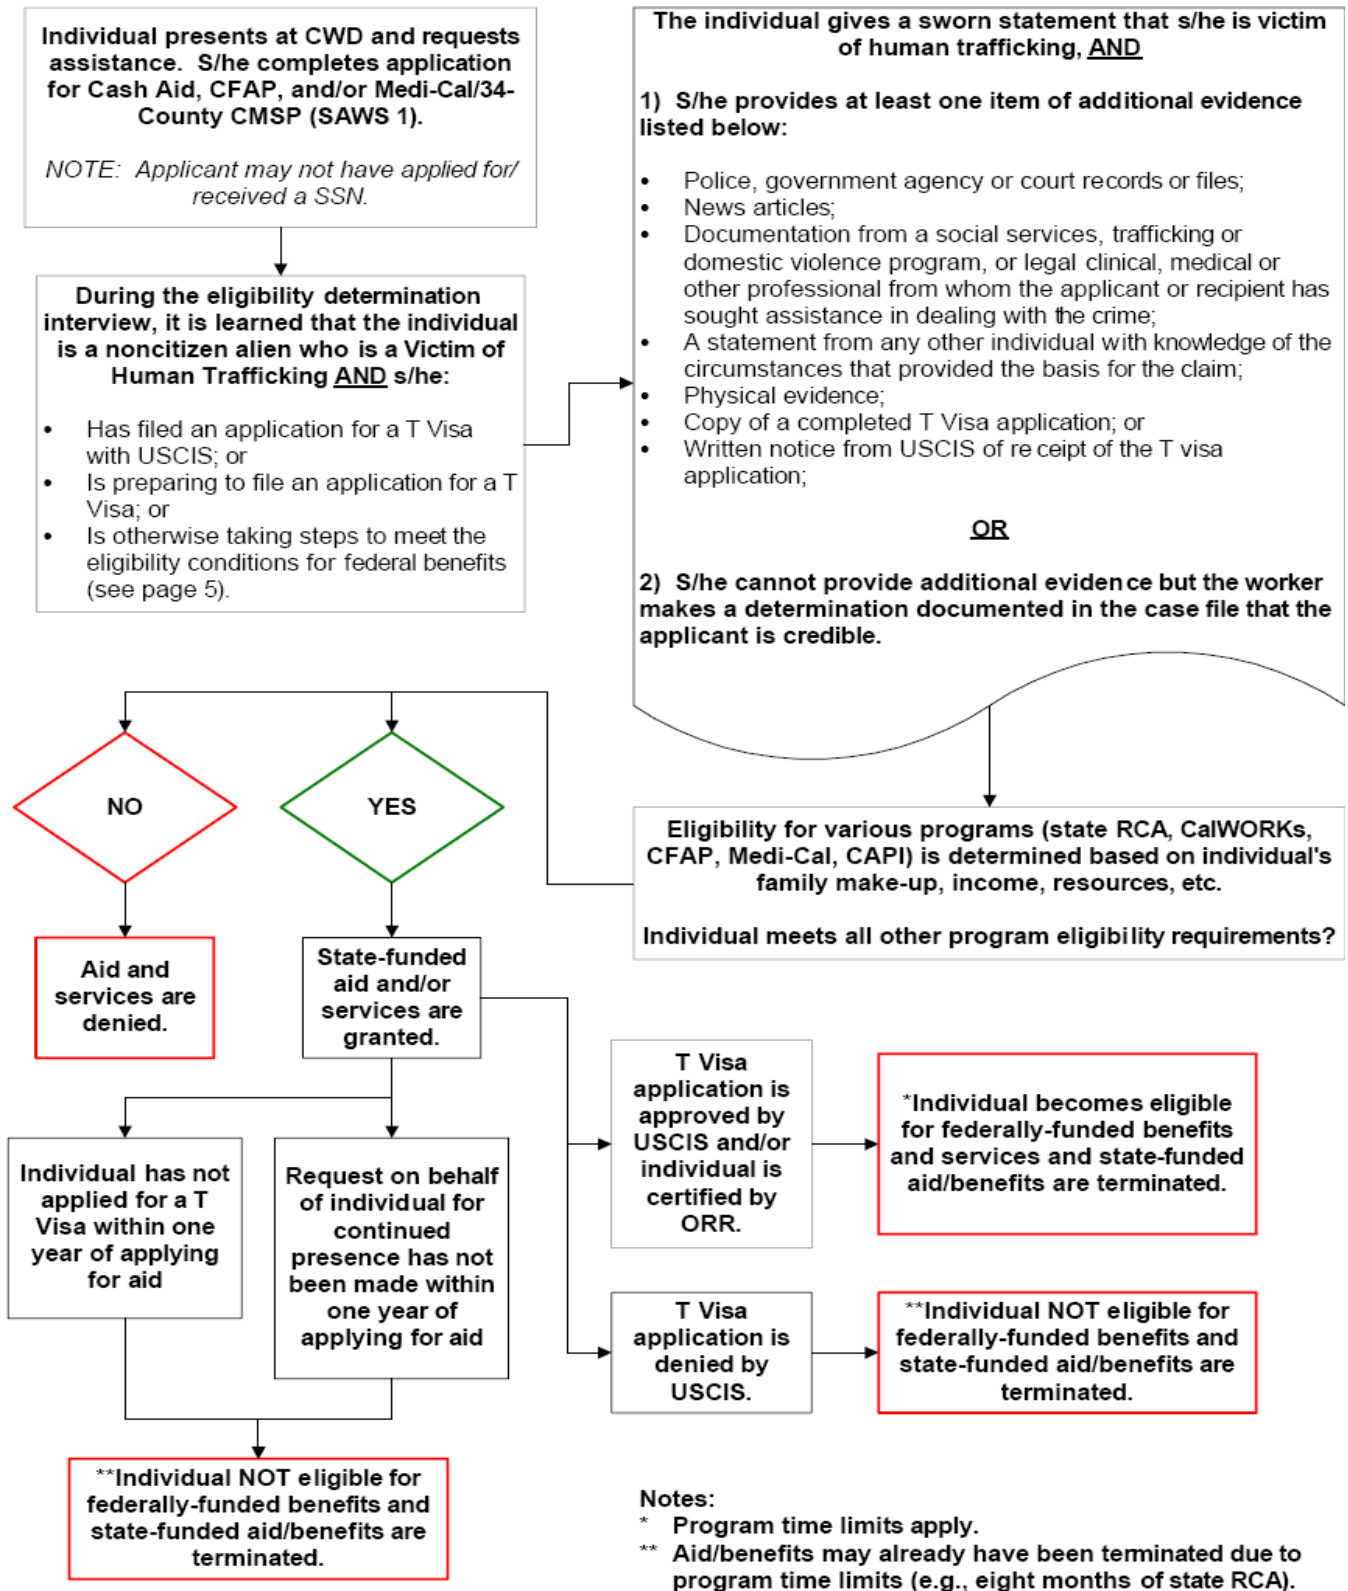 Individual presents at CWD and requests
assistance. S/he completes application
for Cash Aid, CFAP, and/or Medi-Cal/34-
County CMSP (SAWS 1).
NOTE: Applicant may not have applied for/
received a SSN.
During the eligibility determination
interview, it is learned that the individual
is a noncitizen alien who is a Victim of
Human Trafficking AND s/he:
• Has filed an application for a T Visa
with USCIS; or
• Is preparing to file an application for a T
Visa; or
• Is otherwise taking steps to meet the
eligibility conditions for federal benefits
(see page 5).
The individual gives a sworn statement that s/he is victim
of human trafficking, AND
1) S/he provides at least one item of additional evidence
listed below:
• Police, government agency or court records or files;
• News articles;
• Documentation from a social services, trafficking or
domestic violence program, or legal clinical, medical or
other professional from whom the applicant or recipient has
sought assistance in dealing with the crime;
• A statement from any other individual with knowledge of the
circumstances that provided the basis for the claim;
• Physical evidence;
• Copy of a completed T Visa application; or
• Written notice from USCIS of receipt of the T visa
application;
OR
2) S/he cannot provide additional evidence but the worker
makes a determination documented in the case file that the
applicant is credible.
Eligibility for various programs (state RCA, CalWORKs,
CFAP, Medi-Cal, CAPI) is determined based on individual's
family make-up, income, resources, etc.
Individual meets all other program eligibility requirements?
NO
YES
Aid and
services are
denied.
State-funded
aid and/or
services are
granted.
Individual has not
applied for a T
Visa within one
year of applying
for aid
Request on behalf
of individual for
continued
presence has not
been made within
one year of
applying for aid
**Individual NOT eligible for
federally-funded benefits and
state-funded aid/benefits are
terminated.
T Visa
application is
approved by
USCIS and/or
individual is
certified by
ORR.
*Individual becomes eligible
for federally-funded benefits
and services and state-funded
aid/benefits are terminated.
T Visa
application is
denied by
USCIS.
**Individual NOT eligible for
federally-funded benefits and
state-funded aid/benefits are
terminated.
Notes:
* Program time limits apply.
** Aid/benefits may already have been terminated due to
program time limits (e.g., eight months of state RCA).